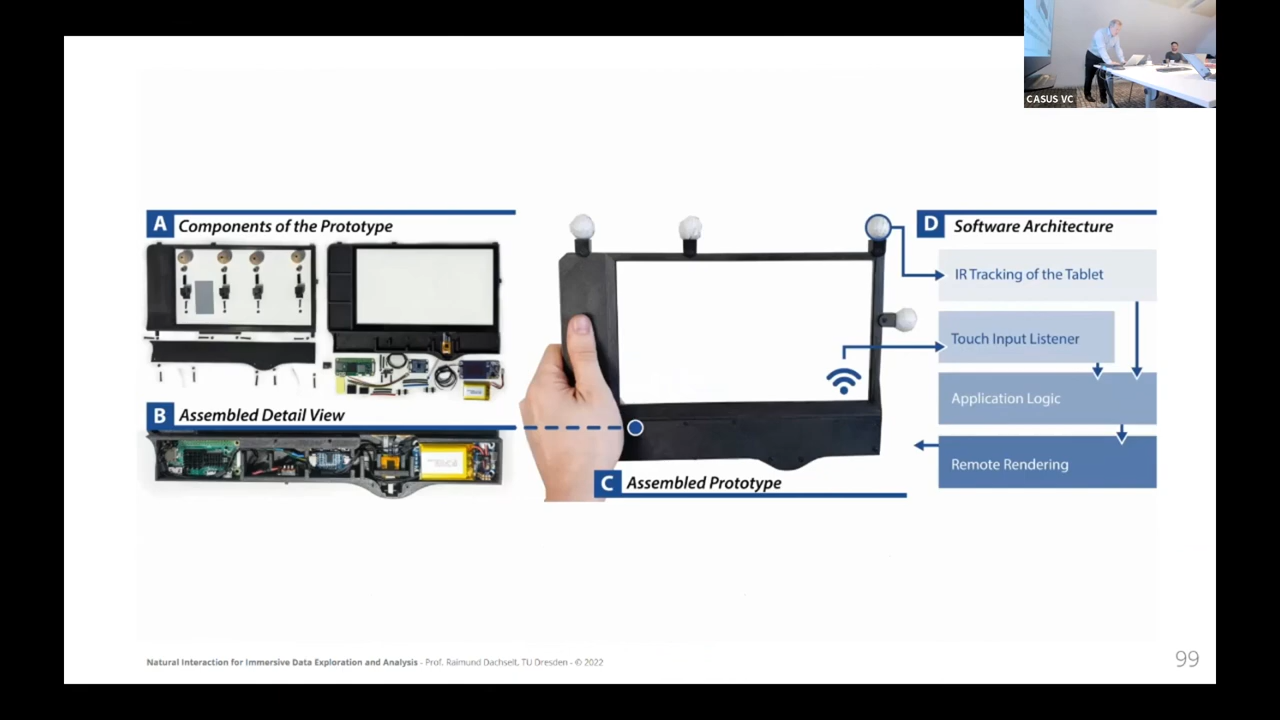 CASUS VC
A Components of the Prototype
B Assembled Detail View
C Assembled Prototype
D Software Architecture
IR Tracking of the Tablet
Touch Input Listener
Application Logic
Remote Rendering
Natural Interaction for Immersive Data Exploration and Analysis - Prof. Raimund Dachselt, TU Dresden - © 2022
99